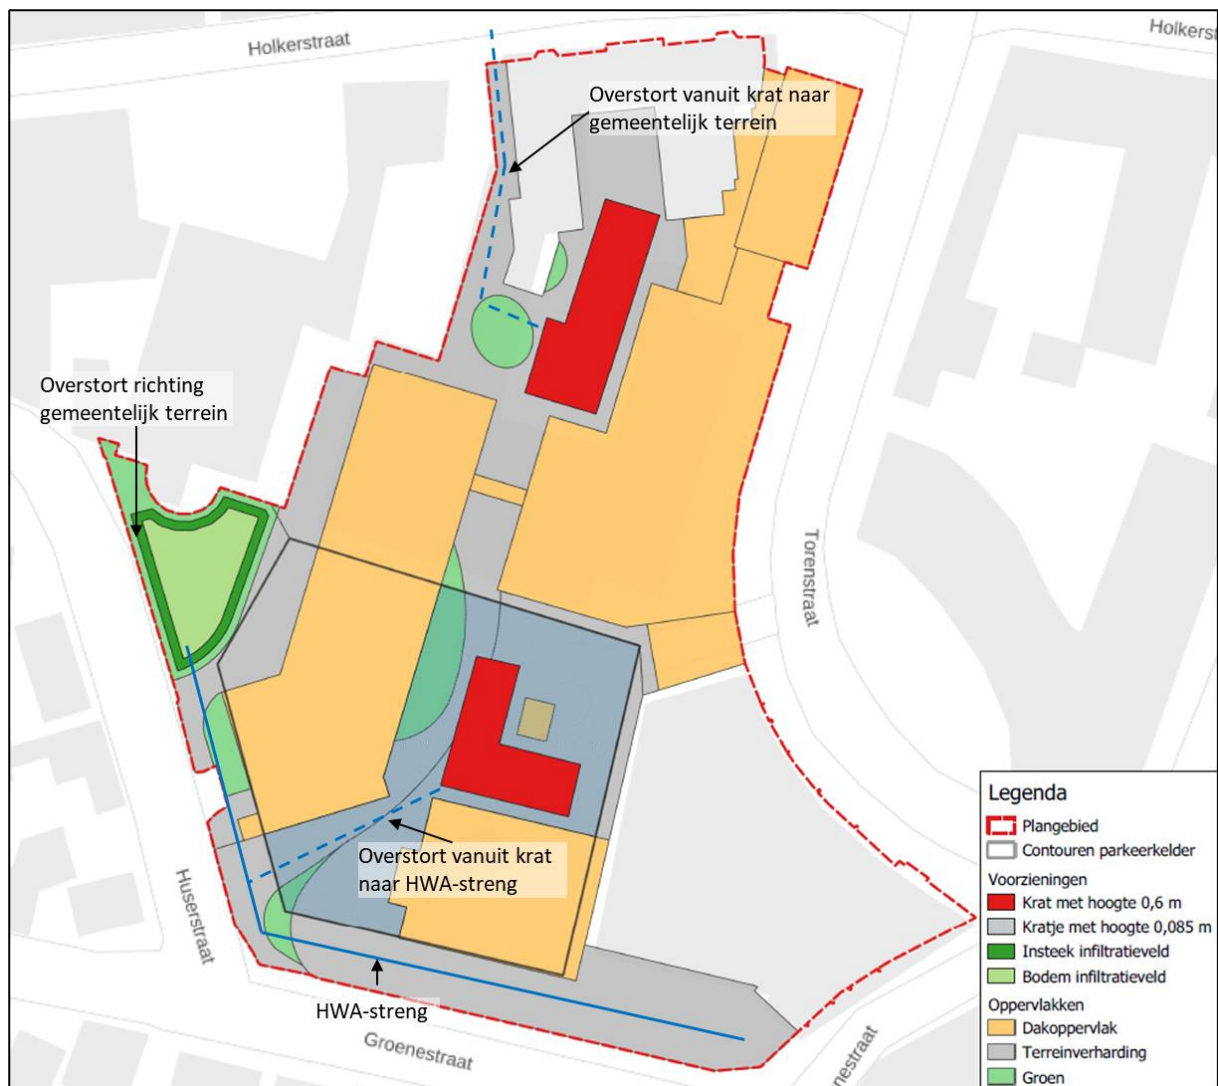 Holkerstraat
Holkerst
Overstort vanuit krat naar
gemeentelijk terrein
Overstort richting
gemeentelijk terrein
Torenstraat
Overstort vanuit krat
naar HWA-streng
Huserstraat
HWA-streng
Groenestraat
nestraat
Legenda
Plangebied
Contouren parkeerkelder
Voorzieningen
Krat met hoogte 0,6 m
Kratje met hoogte 0,085 m
Insteek infiltratieveld
Bodem infiltratieveld
Oppervlakken
Dakoppervlak
Terreinverharding
Groen